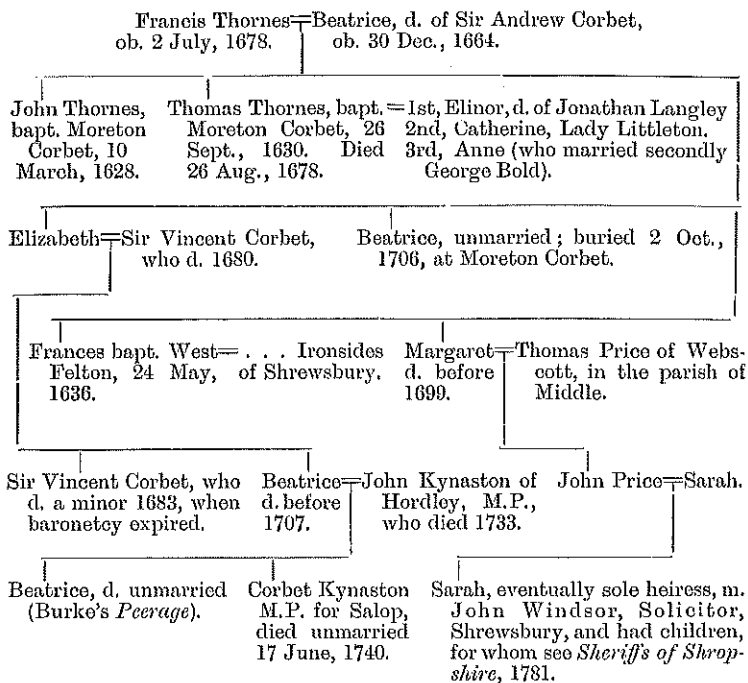 Francis Thornes=Beatrice, d. of Sir Andrew Corbet,
ob. 2 July, 1678. ob. 30 Dec., 1664.
John Thornes,
bapt. Moreton
Corbet, 10
March, 1628.
Thomas Thornes, bapt.
Moreton Corbet, 26
Sept., 1630. Died
26 Aug., 1678.
=1st, Elinor, d. of Jonathan Langley
2nd, Catherine, Lady Littleton.
3rd, Anne (who married secondly
George Bold).
Elizabeth=Sir Vincent Corbet,
who d. 1680.
Beatrice, unmarried; buried 2 Oct.,
1706, at Moreton Corbet.
Frances bapt. West
Felton, 24 May,
1636.
=. . . Ironsides
of Shrewsbury.
Margaret
d. before
1699.
=Thomas Price of Webs-
cott, in the parish of
Middle.
Sir Vincent Corbet, who
d. a minor 1683, when
baronetcy expired.
Beatrice
d. before
1707.
=John Kynaston of
Hordley, M.P.,
who died 1733.
John Price=Sarah.
Beatrice, d. unmarried
(Burke's Peerage).
Corbet Kynaston
M.P. for Salop,
died unmarried
17 June, 1740.
Sarah, eventually sole heiress, m.
John Windsor, Solicitor,
Shrewsbury, and had children,
for whom see Sheriffs of Shrop-
shire, 1781.